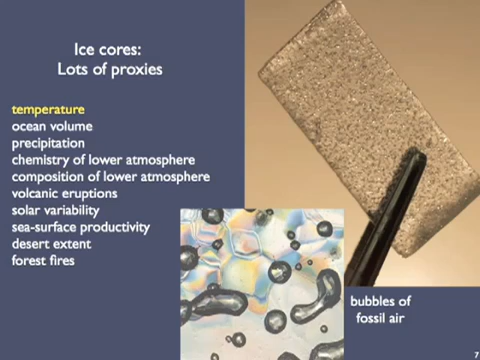 Ice cores:
Lots of proxies
temperature
ocean volume
precipitation
chemistry of lower atmosphere
composition of lower atmosphere
volcanic eruptions
solar variability
sea-surface productivity
desert extent
forest fires
bubbles of
fossil air
7